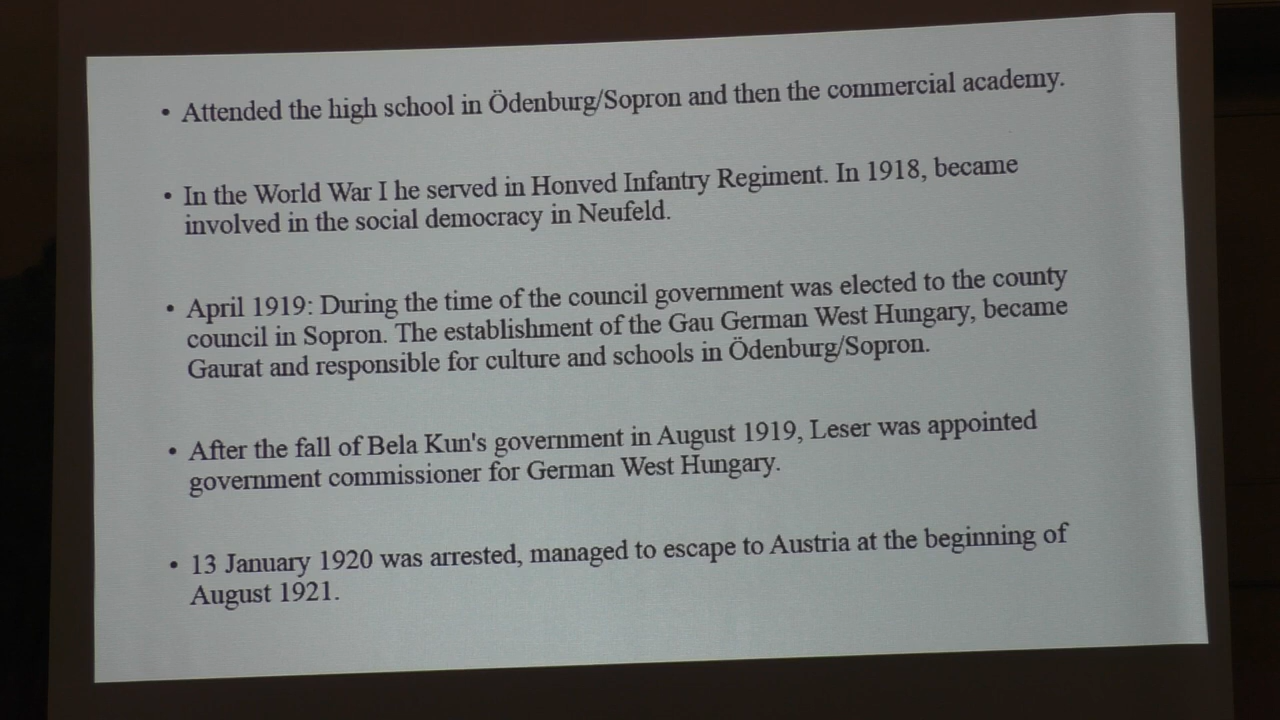 • Attended the high school in Ödenburg/Sopron and then the commercial academy.
• In the World War I he served in Honved Infantry Regiment. In 1918, became
involved in the social democracy in Neufeld.
• April 1919: During the time of the council government was elected to the county
council in Sopron. The establishment of the Gau German West Hungary, became
Gaurat and responsible for culture and schools in Ödenburg/Sopron.
• After the fall of Bela Kun's government in August 1919, Leser was appointed
government commissioner for German West Hungary.
• 13 January 1920 was arrested, managed to escape to Austria at the beginning of
August 1921.